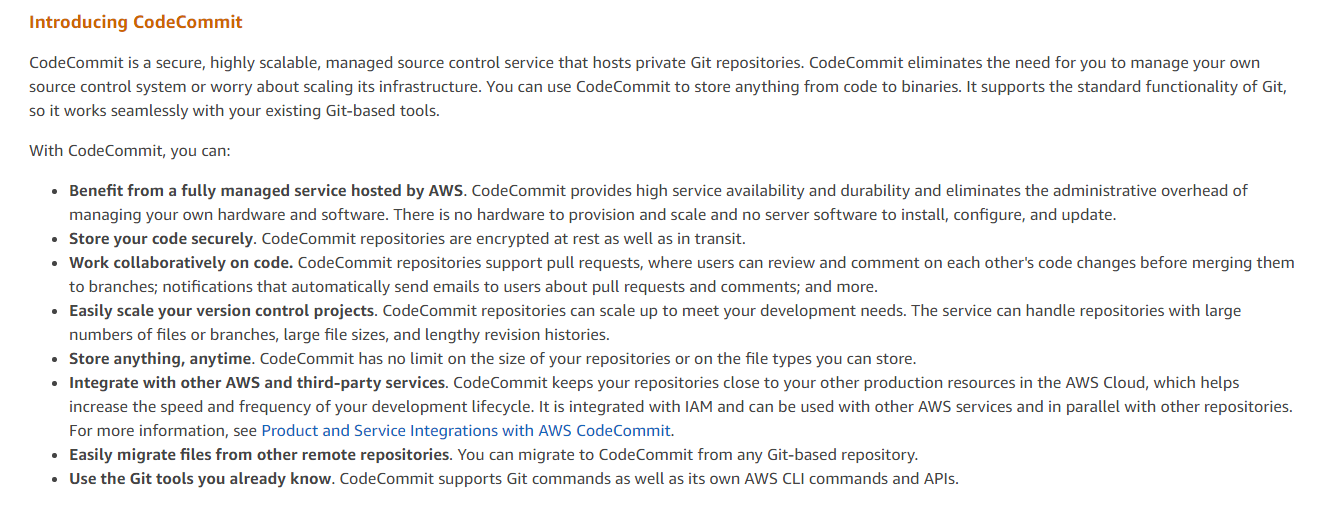 Introducing CodeCommit
CodeCommit is a secure, highly scalable, managed source control service that hosts private Git repositories. CodeCommit eliminates the need for you to manage your own
source control system or worry about scaling its infrastructure. You can use CodeCommit to store anything from code to binaries. It supports the standard functionality of Git,
so it works seamlessly with your existing Git-based tools.
With CodeCommit, you can:
• Benefit from a fully managed service hosted by AWS. CodeCommit provides high service availability and durability and eliminates the administrative overhead of
managing your own hardware and software. There is no hardware to provision and scale and no server software to install, configure, and update.
• Store your code securely. CodeCommit repositories are encrypted at rest as well as in transit.
• Work collaboratively on code. CodeCommit repositories support pull requests, where users can review and comment on each other's code changes before merging them
to branches; notifications that automatically send emails to users about pull requests and comments; and more.
• Easily scale your version control projects. CodeCommit repositories can scale up to meet your development needs. The service can handle repositories with large
numbers of files or branches, large file sizes, and lengthy revision histories.
• Store anything, anytime. CodeCommit has no limit on the size of your repositories or on the file types you can store.
• Integrate with other AWS and third-party services. CodeCommit keeps your repositories close to your other production resources in the AWS Cloud, which helps
increase the speed and frequency of your development lifecycle. It is integrated with IAM and can be used with other AWS services and in parallel with other repositories.
For more information, see Product and Service Integrations with AWS CodeCommit.
• Easily migrate files from other remote repositories. You can migrate to CodeCommit from any Git-based repository.
• Use the Git tools you already know. CodeCommit supports Git commands as well as its own AWS CLI commands and APIs.